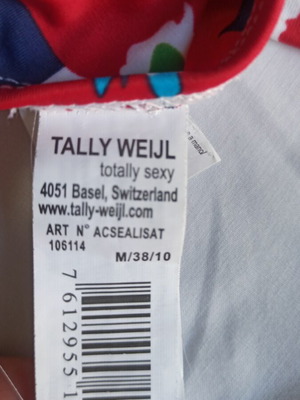 TALLY WEIJL
totally sexy
4051 Basel, Switzerland
www.tally-weijl.com
ART N° ACSEALISAT
106114
M/38/10
7 612955 1
a mano!